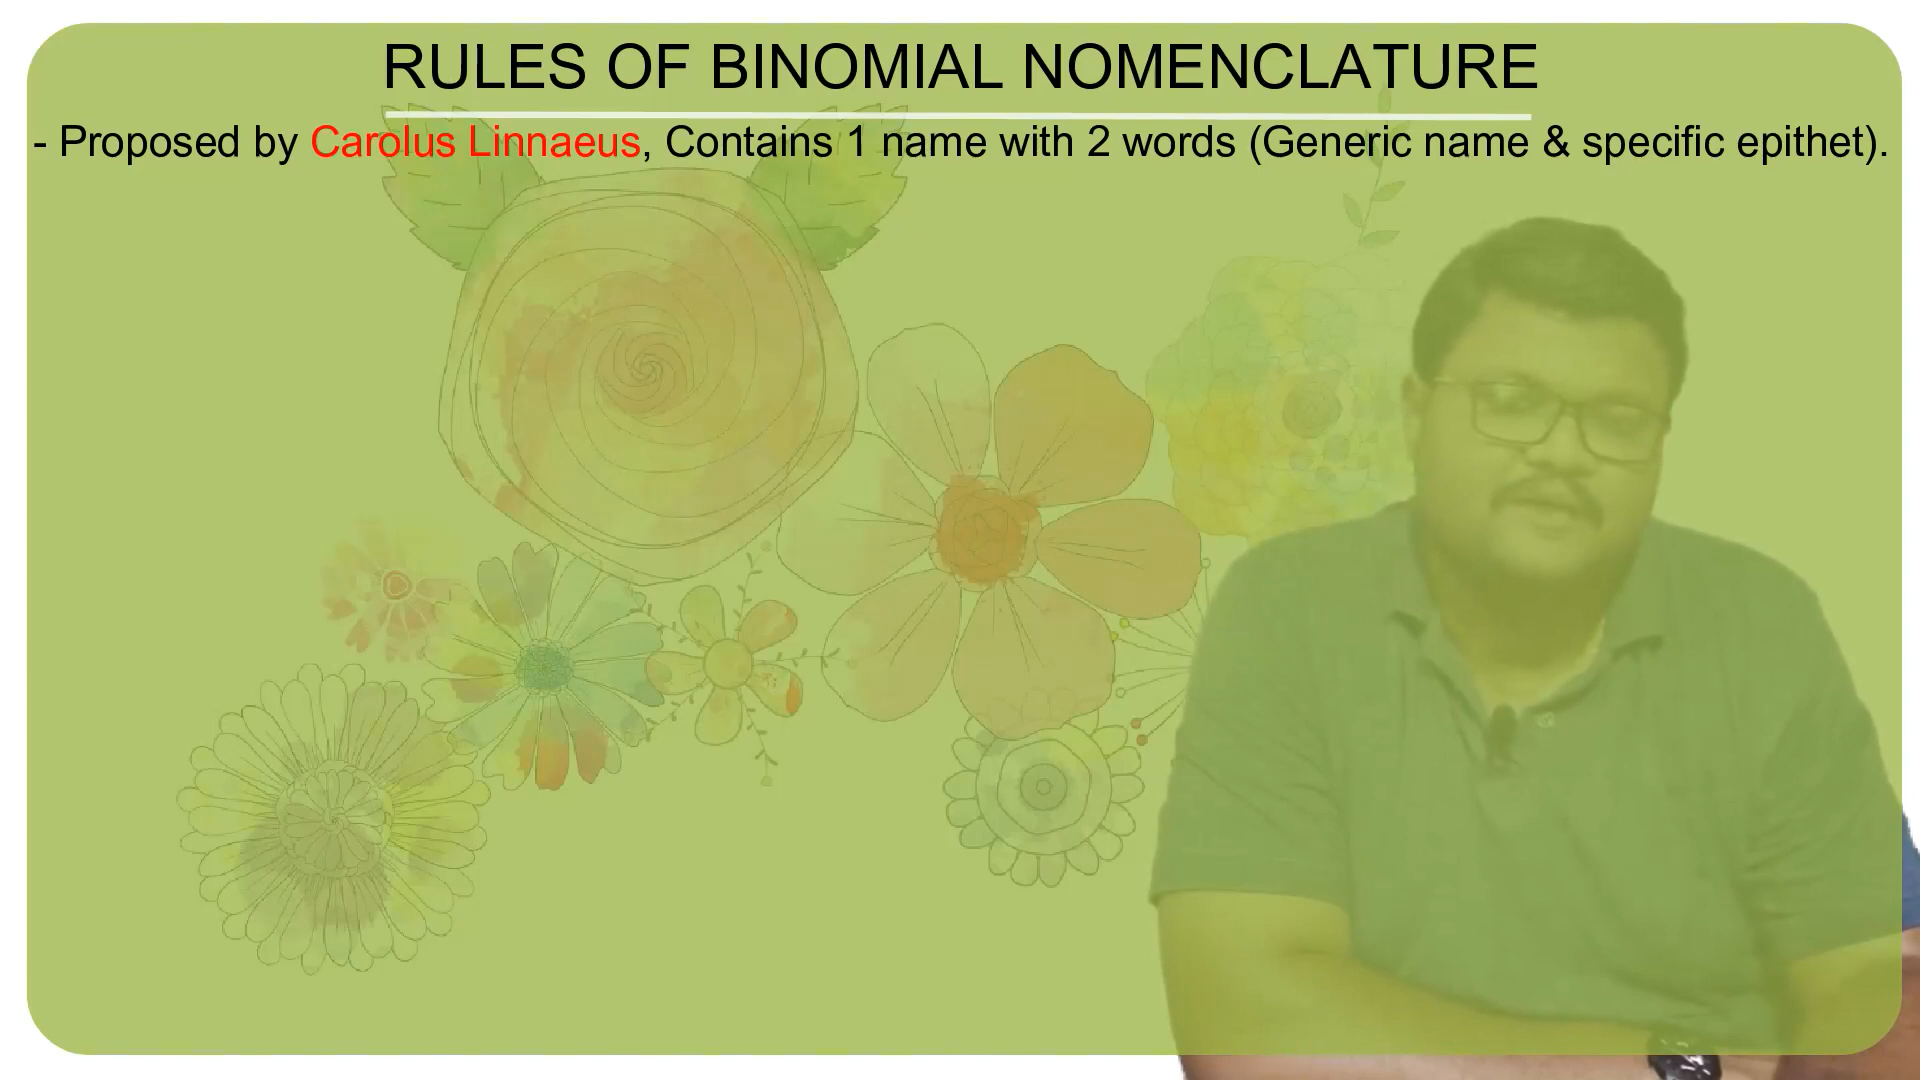 RULES OF BINOMIAL NOMENCLATURE
- Proposed by Carolus Linnaeus, Contains 1 name with 2 words (Generic name & specific epithet).